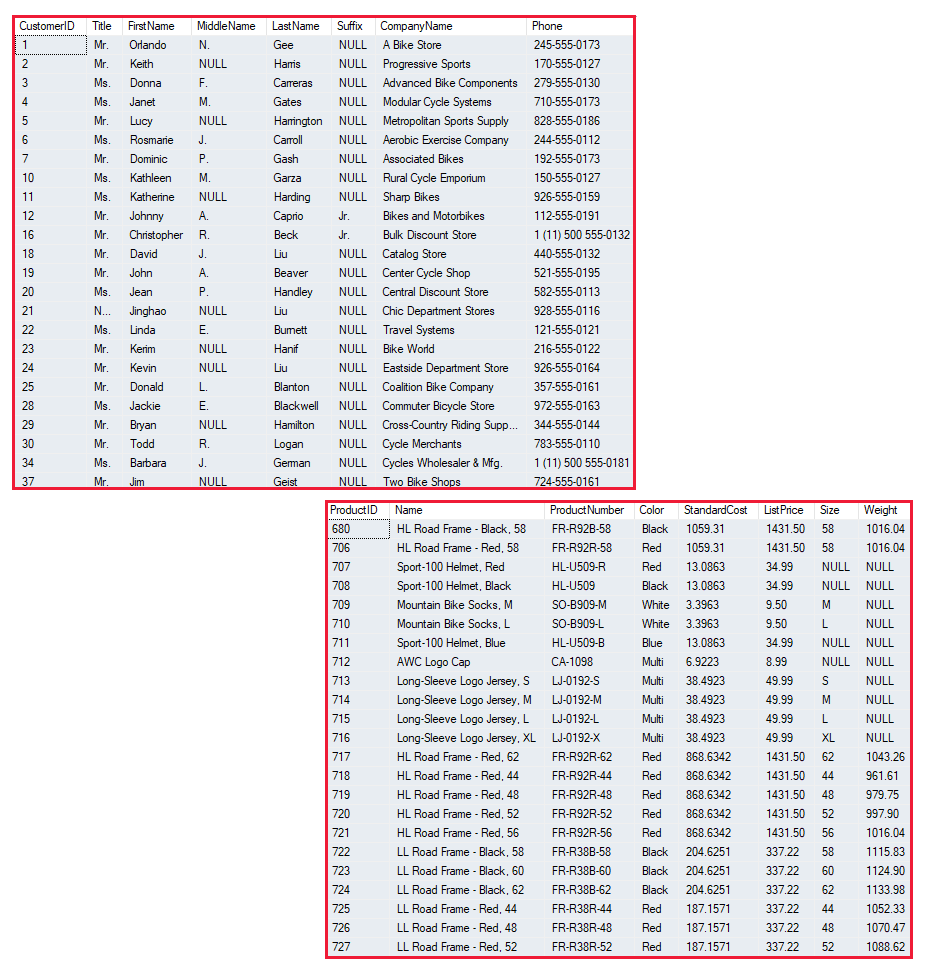 CustomerID Title FirstName MiddleName LastName Suffix CompanyName Phone
1 Mr. Orlando N. Gee NULL A Bike Store 245-555-0173
2 Mr. Keith NULL Harris NULL Progressive Sports 170-555-0127
3 Ms. Donna F. Carreras NULL Advanced Bike Components 279-555-0130
4 Ms. Janet M. Gates NULL Modular Cycle Systems 710-555-0173
5 Mr. Lucy NULL Harrington NULL Metropolitan Sports Supply 828-555-0186
6 Ms. Rosmarie J. Carroll NULL Aerobic Exercise Company 244-555-0112
7 Mr. Dominic P. Gash NULL Associated Bikes 192-555-0173
10 Ms. Kathleen M. Garza NULL Rural Cycle Emporium 150-555-0127
11 Ms. Katherine NULL Harding NULL Sharp Bikes 926-555-0159
12 Mr. Johnny A. Caprio Jr. Bikes and Motorbikes 112-555-0191
16 Mr. Christopher R. Beck Jr. Bulk Discount Store 1 (11) 500 555-0132
18 Mr. David J. Liu NULL Catalog Store 440-555-0132
19 Mr. John A. Beaver NULL Center Cycle Shop 521-555-0195
20 Ms. Jean P. Handley NULL Central Discount Store 582-555-0113
21 N... Jinghao NULL Liu NULL Chic Department Stores 928-555-0116
22 Ms. Linda E. Burnett NULL Travel Systems 121-555-0121
23 Mr. Kerim NULL Hanif NULL Bike World 216-555-0122
24 Mr. Kevin NULL Liu NULL Eastside Department Store 926-555-0164
25 Mr. Donald L. Blanton NULL Coalition Bike Company 357-555-0161
28 Ms. Jackie E. Blackwell NULL Commuter Bicycle Store 972-555-0163
29 Mr. Bryan NULL Hamilton NULL Cross-Country Riding Supp... 344-555-0144
30 Mr. Todd R. Logan NULL Cycle Merchants 783-555-0110
34 Ms. Barbara J. German NULL Cycles Wholesaler & Mfg. 1 (11) 500 555-0181
37 Mr. Jim NULL Geist NULL Two Bike Shops 724-555-0161
ProductID Name ProductNumber Color StandardCost ListPrice Size Weight
680 HL Road Frame - Black, 58 FR-R92B-58 Black 1059.31 1431.50 58 1016.04
706 HL Road Frame - Red, 58 FR-R92R-58 Red 1059.31 1431.50 58 1016.04
707 Sport-100 Helmet, Red HL-U509-R Red 13.0863 34.99 NULL NULL
708 Sport-100 Helmet, Black HL-U509 Black 13.0863 34.99 NULL NULL
709 Mountain Bike Socks, M SO-B909-M White 3.3963 9.50 M NULL
710 Mountain Bike Socks, L SO-B909-L White 3.3963 9.50 L NULL
711 Sport-100 Helmet, Blue HL-U509-B Blue 13.0863 34.99 NULL NULL
712 AWC Logo Cap CA-1098 Multi 6.9223 8.99 NULL NULL
713 Long-Sleeve Logo Jersey, S LJ-0192-S Multi 38.4923 49.99 S NULL
714 Long-Sleeve Logo Jersey, M LJ-0192-M Multi 38.4923 49.99 M NULL
715 Long-Sleeve Logo Jersey, L LJ-0192-L Multi 38.4923 49.99 L NULL
716 Long-Sleeve Logo Jersey, XL LJ-0192-X Multi 38.4923 49.99 XL NULL
717 HL Road Frame - Red, 62 FR-R92R-62 Red 868.6342 1431.50 62 1043.26
718 HL Road Frame - Red, 44 FR-R92R-44 Red 868.6342 1431.50 44 961.61
719 HL Road Frame - Red, 48 FR-R92R-48 Red 868.6342 1431.50 48 979.75
720 HL Road Frame - Red, 52 FR-R92R-52 Red 868.6342 1431.50 52 997.90
721 HL Road Frame - Red, 56 FR-R92R-56 Red 868.6342 1431.50 56 1016.04
722 LL Road Frame - Black, 58 FR-R38B-58 Black 204.6251 337.22 58 1115.83
723 LL Road Frame - Black, 60 FR-R38B-60 Black 204.6251 337.22 60 1124.90
724 LL Road Frame - Black, 62 FR-R38B-62 Black 204.6251 337.22 62 1133.98
725 LL Road Frame - Red, 44 FR-R38R-44 Red 187.1571 337.22 44 1052.33
726 LL Road Frame - Red, 48 FR-R38R-48 Red 187.1571 337.22 48 1070.47
727 LL Road Frame - Red, 52 FR-R38R-52 Red 187.1571 337.22 52 1088.62